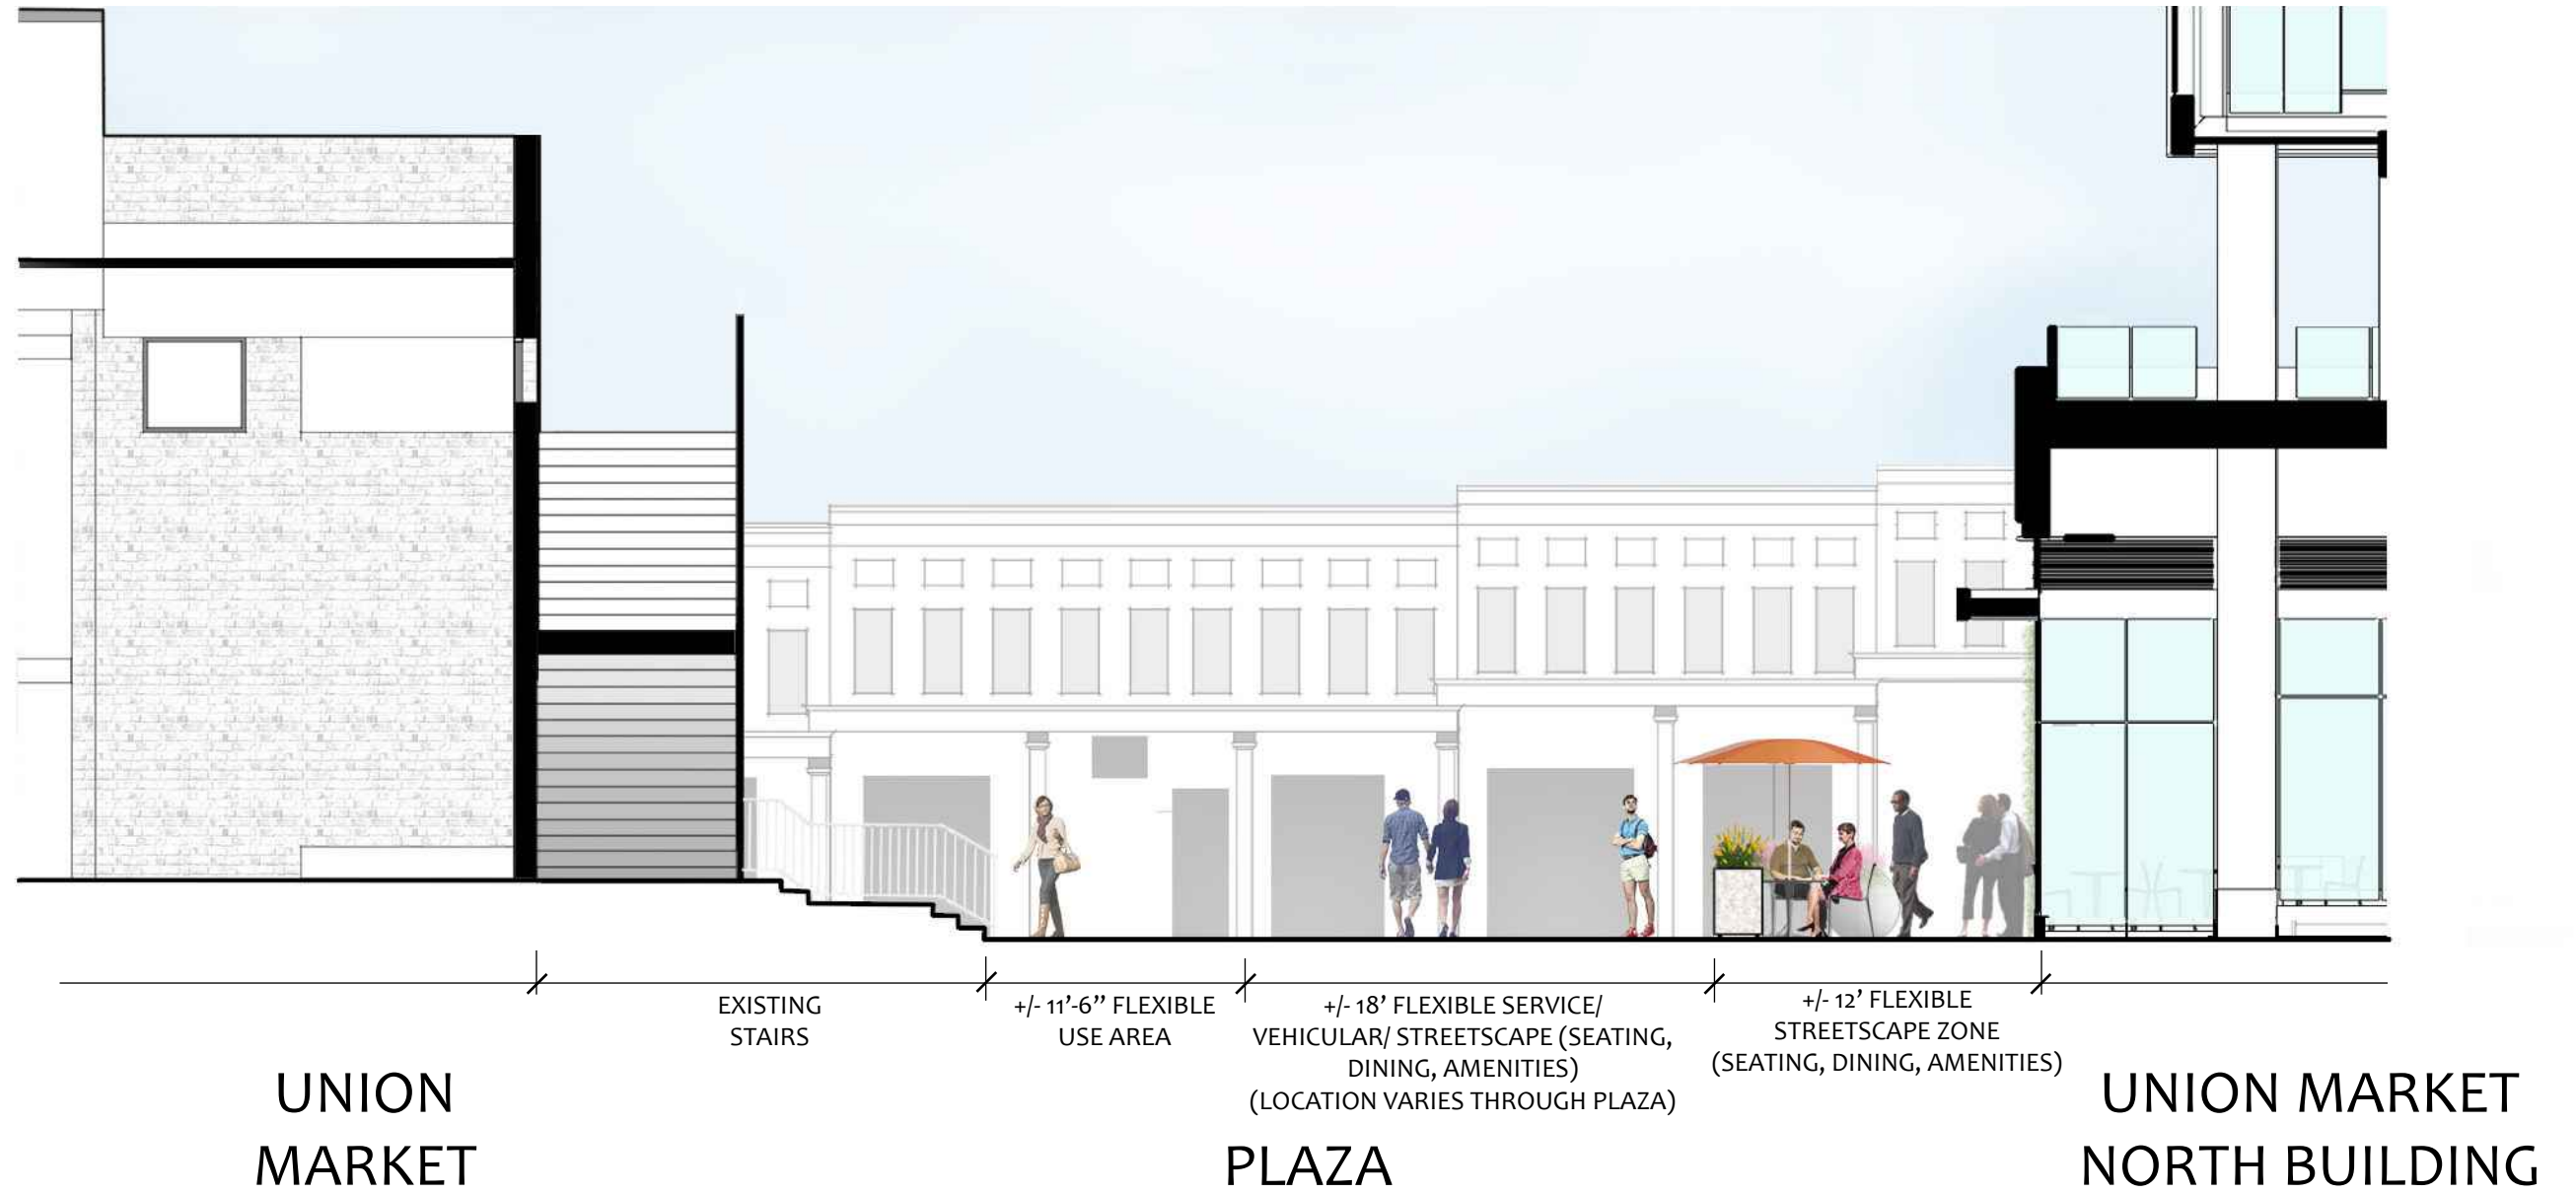 EXISTING
STAIRS
+/- 11’-6” FLEXIBLE
USE AREA
+/- 18’ FLEXIBLE SERVICE/
VEHICULAR/ STREETSCAPE (SEATING,
DINING, AMENITIES)
(LOCATION VARIES THROUGH PLAZA)
+/- 12’ FLEXIBLE
STREETSCAPE ZONE
(SEATING, DINING, AMENITIES)
UNION
MARKET
PLAZA
UNION MARKET
NORTH BUILDING